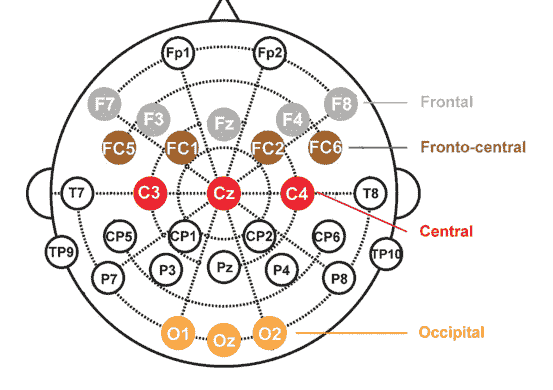 Fp1 Fp2
F7 F3 Fz F4 F8 Frontal
FC5 FC1 FC2 FC6 Fronto-central
T7 C3 Cz C4 T8
Central
CP5 CP1 CP2 CP6
TP9 TP10
P7 P3 Pz P4 P8
O1 Oz O2 Occipital